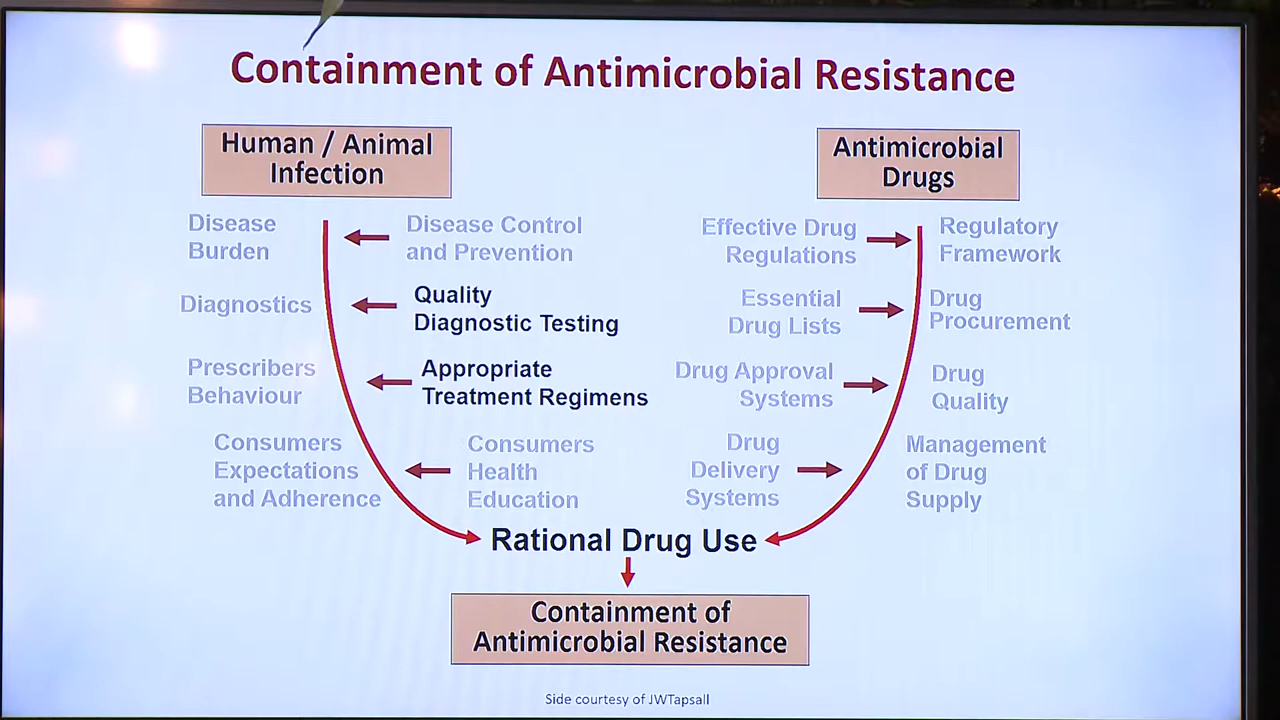 Containment of Antimicrobial Resistance
Human / Animal
Infection
Antimicrobial
Drugs
Disease
Burden
Disease Control
and Prevention
Effective Drug
Regulations
Regulatory
Framework
Diagnostics
Quality
Diagnostic Testing
Essential
Drug Lists
Drug
Procurement
Prescribers
Behaviour
Appropriate
Treatment Regimens
Drug Approval
Systems
Drug
Quality
Consumers
Expectations
and Adherence
Consumers
Health
Education
Drug
Delivery
Systems
Management
of Drug
Supply
Rational Drug Use
Containment of
Antimicrobial Resistance
Side courtesy of JWTapsall